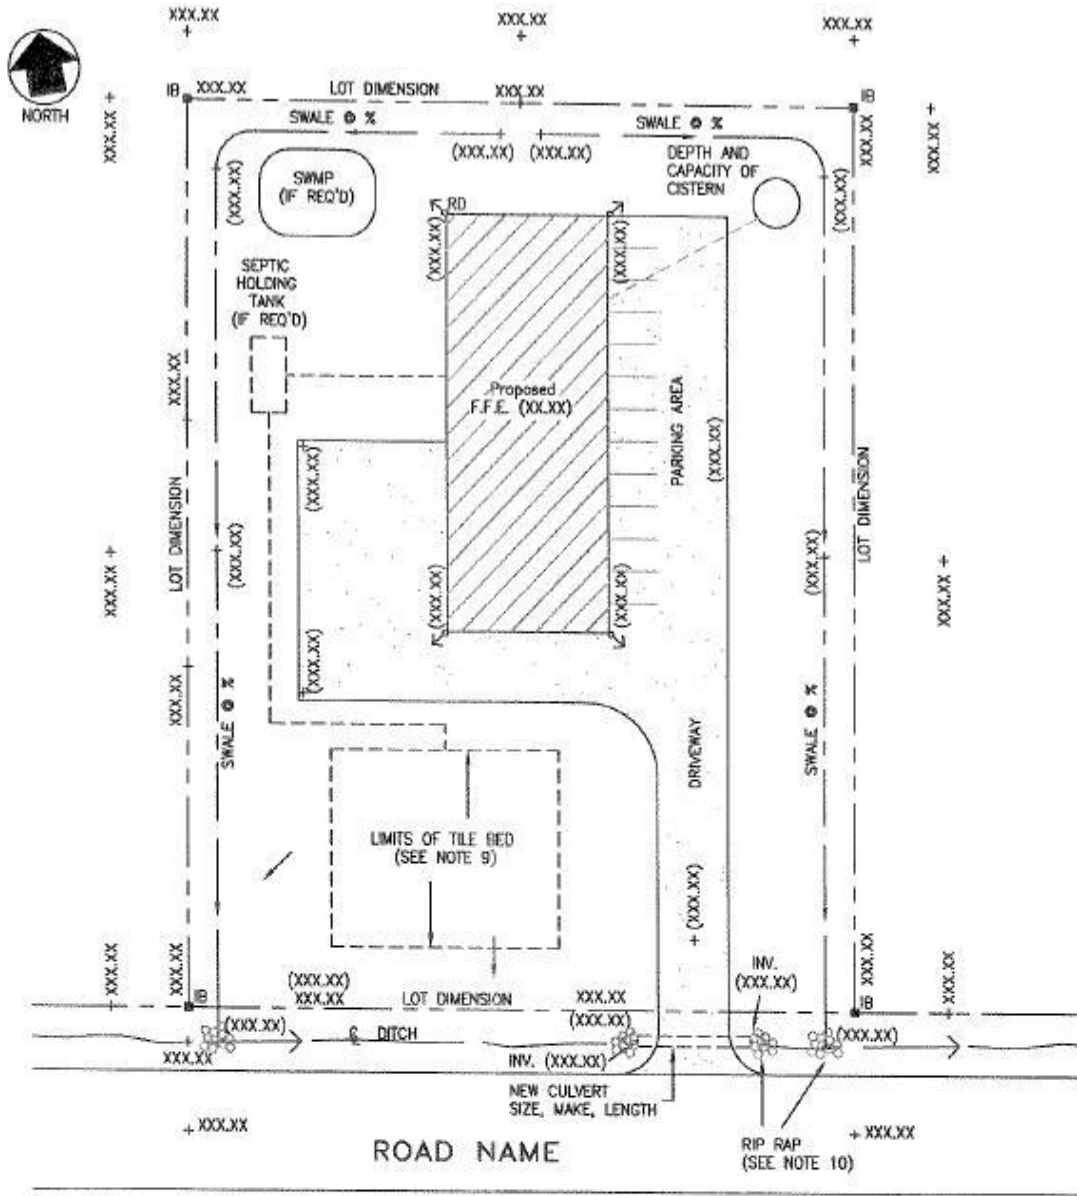 XXX.XX
XXX.XX
XXX.XX
NORTH
IB
XXX.XX
LOT DIMENSION
XXX.XX
IB
XXX.XX
XXX.XX
XXX.XX
SWALE @ %
SWALE @ %
(XXX.XX)
(XXX.XX)
DEPTH AND
CAPACITY OF
CISTERN
SWMP
(IF REQ'D)
(XXX.XX)
(XXX.XX)
RD
(XXX.XX)
(XXX.XX)
SEPTIC
HOLDING
TANK
(IF REQ'D)
XXX.XX
Proposed
F.F.E. (XX.XX)
PARKING AREA
(XXX.XX)
(XXX.XX)
LOT DIMENSION
LOT DIMENSION
XXX.XX
(XXX.XX)
(XXX.XX)
XXX.XX
(XXX.XX)
(XXX.XX)
(XXX.XX)
XXX.XX
SWALE @ %
DRIVEWAY
SWALE @ %
LIMITS OF TILE BED
(SEE NOTE 9)
(XXX.XX)
XXX.XX
XXX.XX
(XXX.XX)
XXX.XX
LOT DIMENSION
XXX.XX
(XXX.XX)
INV.
(XXX.XX)
XXX.XX
XXX.XX
IB
IB
(XXX.XX)
℄ DITCH
(XXX.XX)
XXX.XX
INV. (XXX.XX)
NEW CULVERT
SIZE, MAKE, LENGTH
XXX.XX
ROAD NAME
XXX.XX
RIP RAP
(SEE NOTE 10)